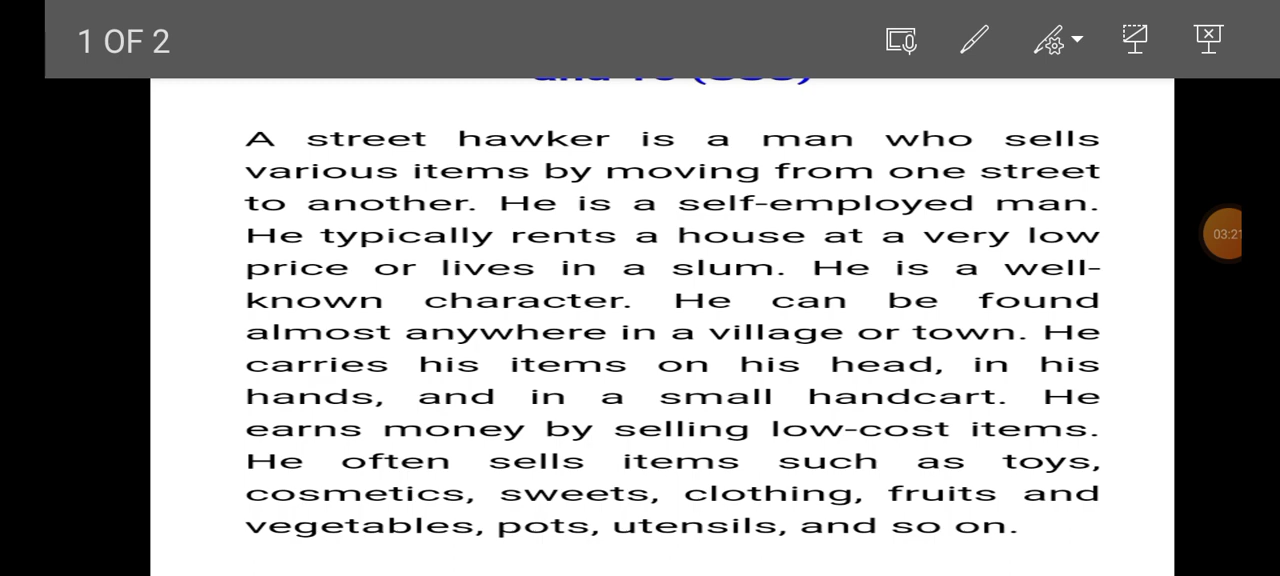 1 OF 2
A street hawker is a man who sells
various items by moving from one street
to another. He is a self-employed man.
He typically rents a house at a very low
price or lives in a slum. He is a well-
known character. He can be found
almost anywhere in a village or town. He
carries his items on his head, in his
hands, and in a small handcart. He
earns money by selling low-cost items.
He often sells items such as toys,
cosmetics, sweets, clothing, fruits and
vegetables, pots, utensils, and so on.